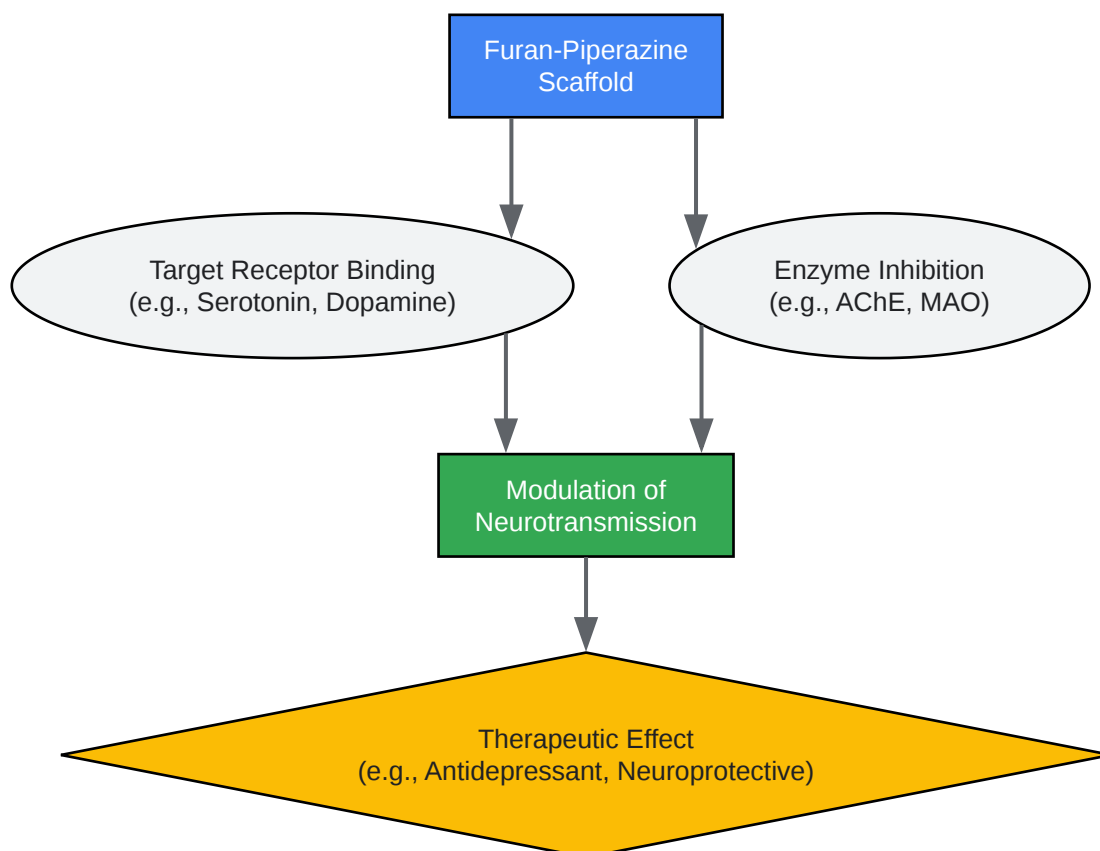 Furan-Piperazine
Scaffold
Target Receptor Binding
(e.g., Serotonin, Dopamine)
Enzyme Inhibition
(e.g., AChE, MAO)
Modulation of
Neurotransmission
Therapeutic Effect
(e.g., Antidepressant, Neuroprotective)